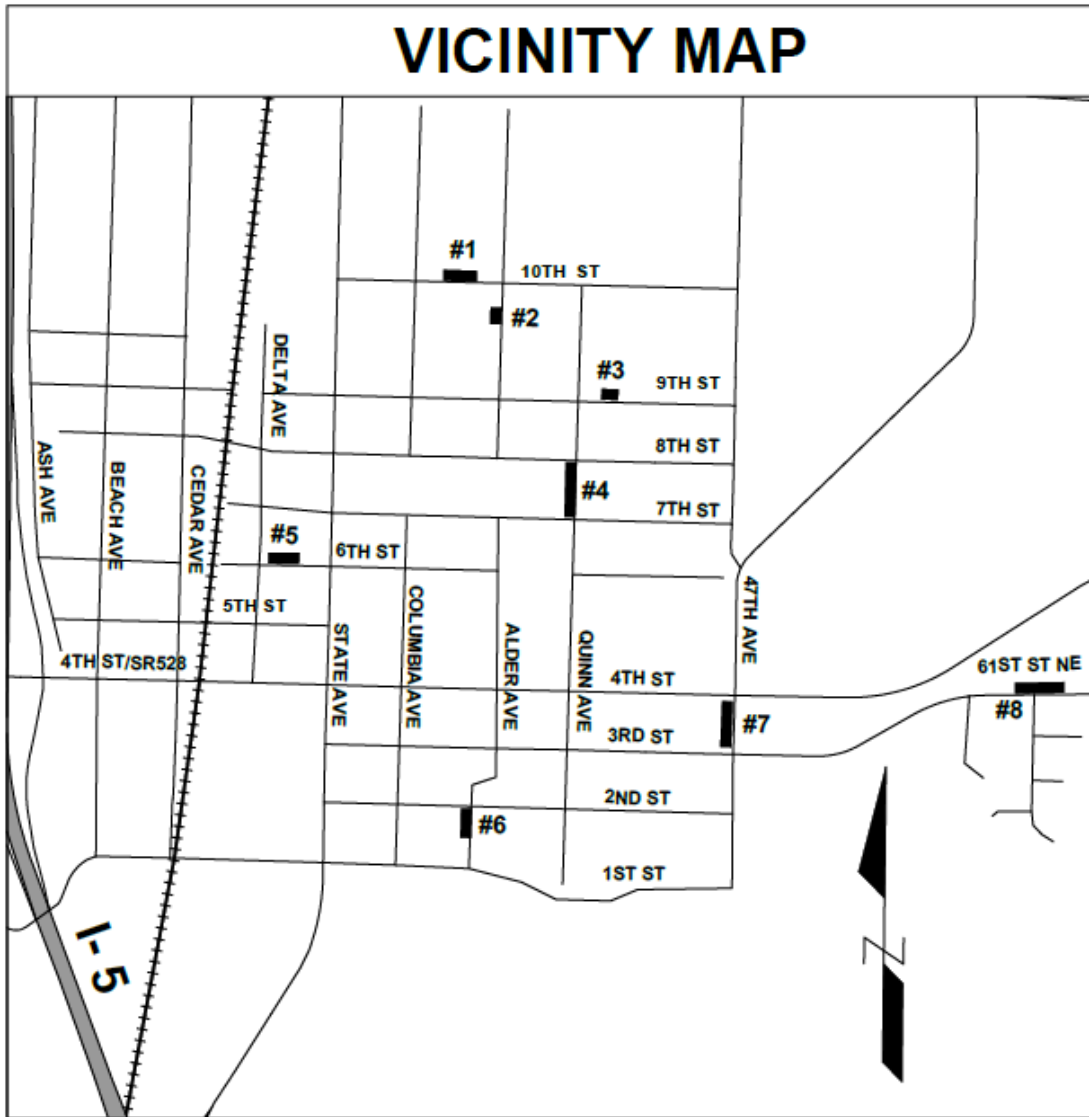 VICINITY MAP
#1
10TH ST
#2
DELTA AVE
#3
9TH ST
8TH ST
ASH AVE
BEACH AVE
CEDAR AVE
#4
7TH ST
#5
6TH ST
5TH ST
STATE AVE
COLUMBIA AVE
ALDER AVE
QUINN AVE
47TH AVE
4TH ST/SR528
4TH ST
61ST ST NE
#8
#7
3RD ST
2ND ST
#6
1ST ST
I-5
N